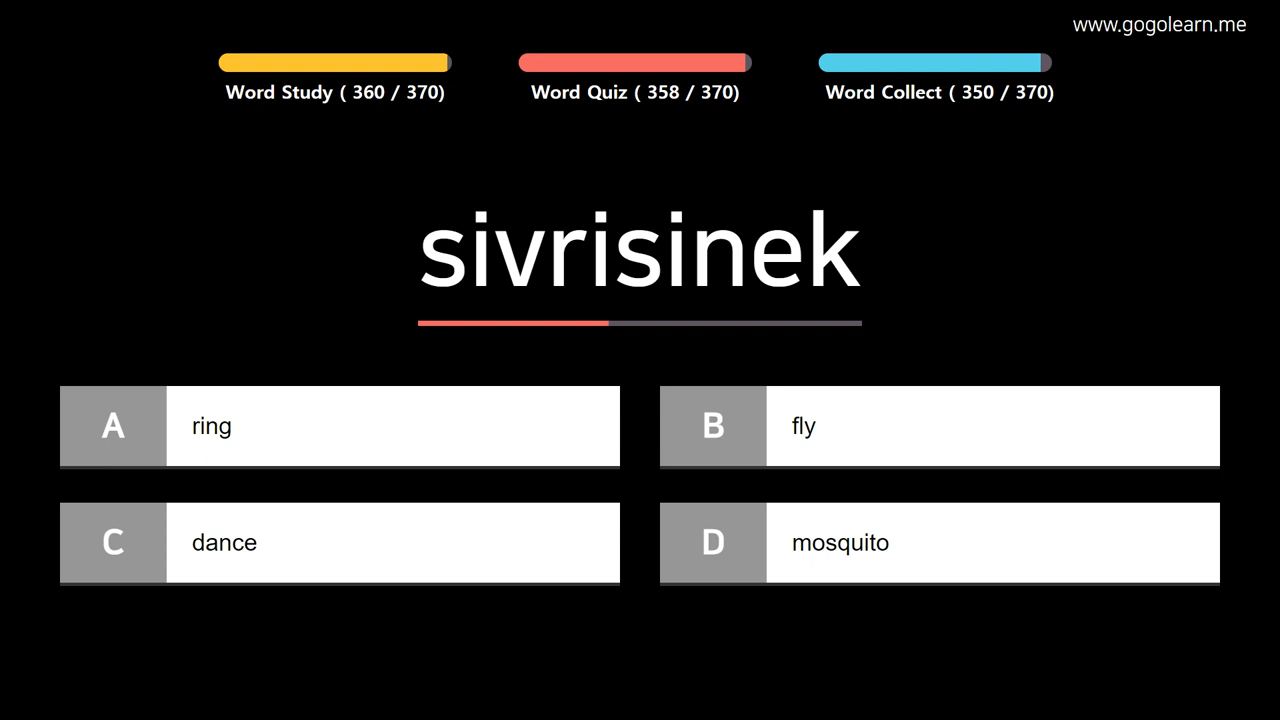 www.gogolearn.me
Word Study ( 360 / 370)
Word Quiz ( 358 / 370)
Word Collect ( 350 / 370)
sivrisinek
A ring
B fly
C dance
D mosquito